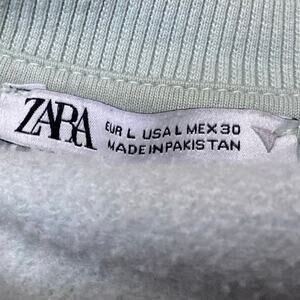 ZARA
EUR L USA L MEX 30
MADE IN PAKISTAN